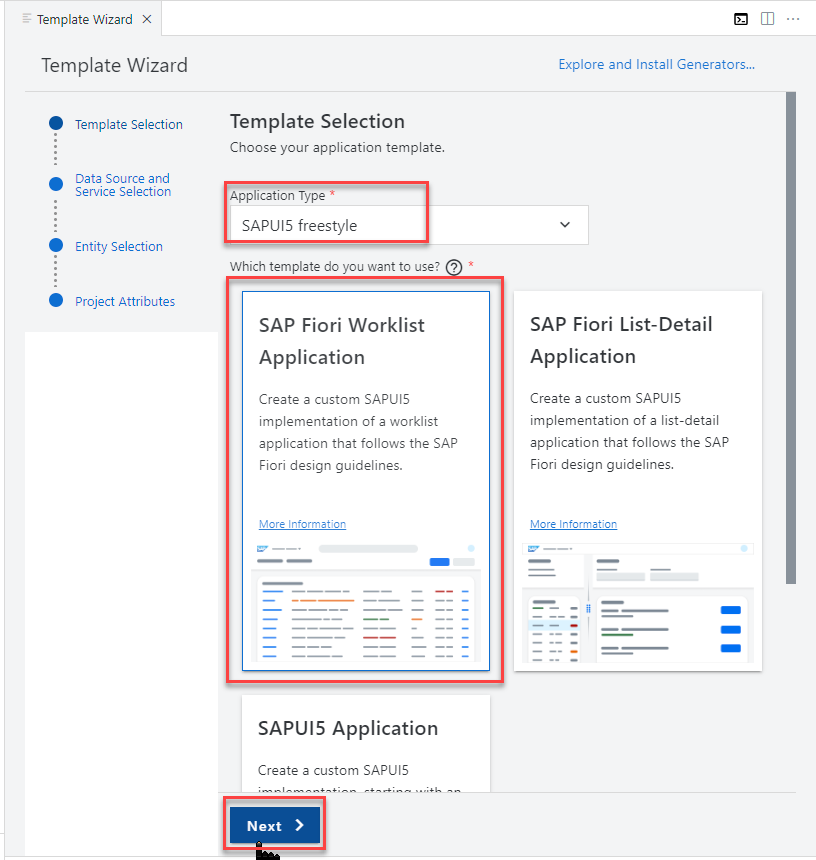 Template Wizard
Template Wizard
Explore and Install Generators...
Template Selection
Data Source and
Service Selection
Entity Selection
Project Attributes
Template Selection
Choose your application template.
Application Type *
SAPUI5 freestyle
Which template do you want to use? ? *
SAP Fiori Worklist
Application
Create a custom SAPUI5
implementation of a worklist
application that follows the SAP
Fiori design guidelines.
More Information
SAP
SAP Fiori List-Detail
Application
Create a custom SAPUI5
implementation of a list-detail
application that follows the SAP
Fiori design guidelines.
More Information
SAP
SAPUI5 Application
Create a custom SAPUI5
implementation, starting with an
Next